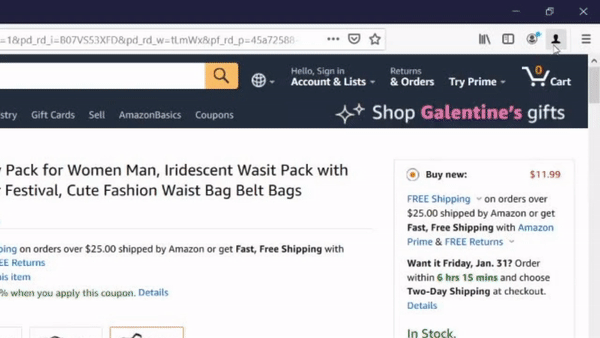 =1&pd_rd_i=B07VS53XFD&pd_rd_w=tLmWx&pf_rd_p=45a72588-
Hello, Sign in
Account & Lists
Returns
& Orders
Try Prime
0
Cart
stry Gift Cards Sell AmazonBasics Coupons
Shop Galentine's gifts
Pack for Women Man, Iridescent Wasit Pack with
Festival, Cute Fashion Waist Bag Belt Bags
ping on orders over $25.00 shipped by Amazon or get Fast, Free Shipping with
EE Returns
his item
% when you apply this coupon. Details
Buy new: $11.99
FREE Shipping on orders over
$25.00 shipped by Amazon or get
Fast, Free Shipping with Amazon
Prime & FREE Returns
Want it Friday, Jan. 31? Order
within 6 hrs 15 mins and choose
Two-Day Shipping at checkout.
Details
In Stock.